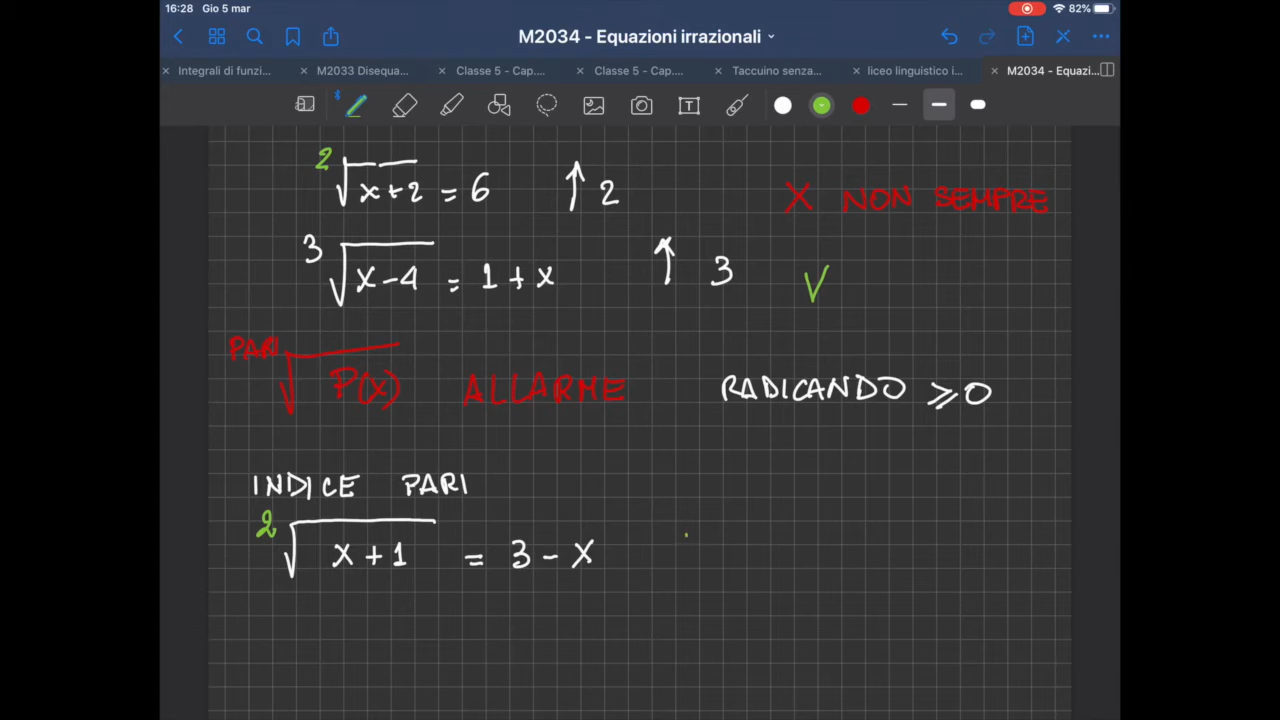 16:28 Gio 5 mar 82%
M2034 - Equazioni irrazionali
Integrali di funzi... M2033 Disequa... Classe 5 - Cap.... Classe 5 - Cap.... Taccuino senza... liceo linguistico i... M2034 - Equazi...
2√x+2 = 6 ↑ 2 X NON SEMPRE
3√x-4 = 1 + x ↑ 3 V
PARI√P(x) ALLARME RADICANDO ⩾ 0
INDICE PARI
2√x+1 = 3 - x